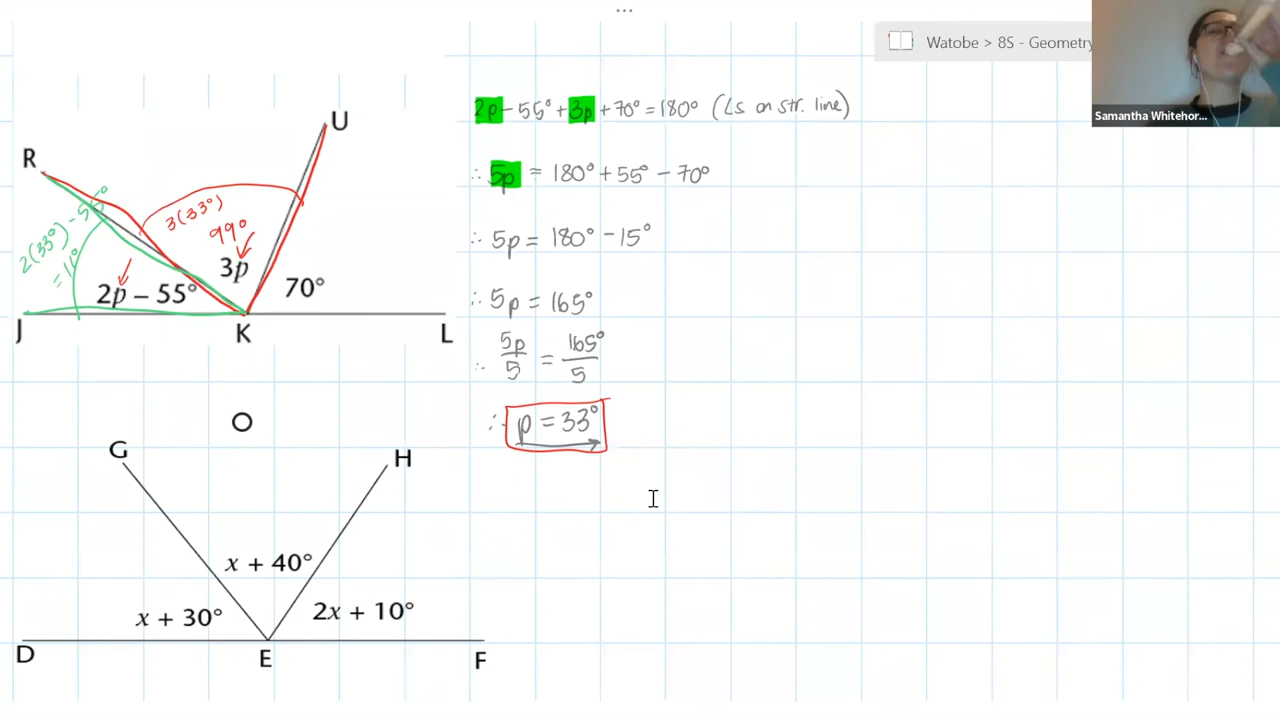 …
Watobe > 8S - Geometry
Samantha Whitehor...
2p - 55° + 3p + 70° = 180° (∠s on str. line)
∴ 5p = 180° + 55° - 70°
∴ 5p = 180° - 15°
∴ 5p = 165°
∴ 5p/5 = 165°/5
∴ p = 33°
R
U
2(33°) - 55°
= 11°
3(33°)
99°
3p
2p – 55°
70°
J
K
L
O
G
H
x + 40°
x + 30°
2x + 10°
D
E
F